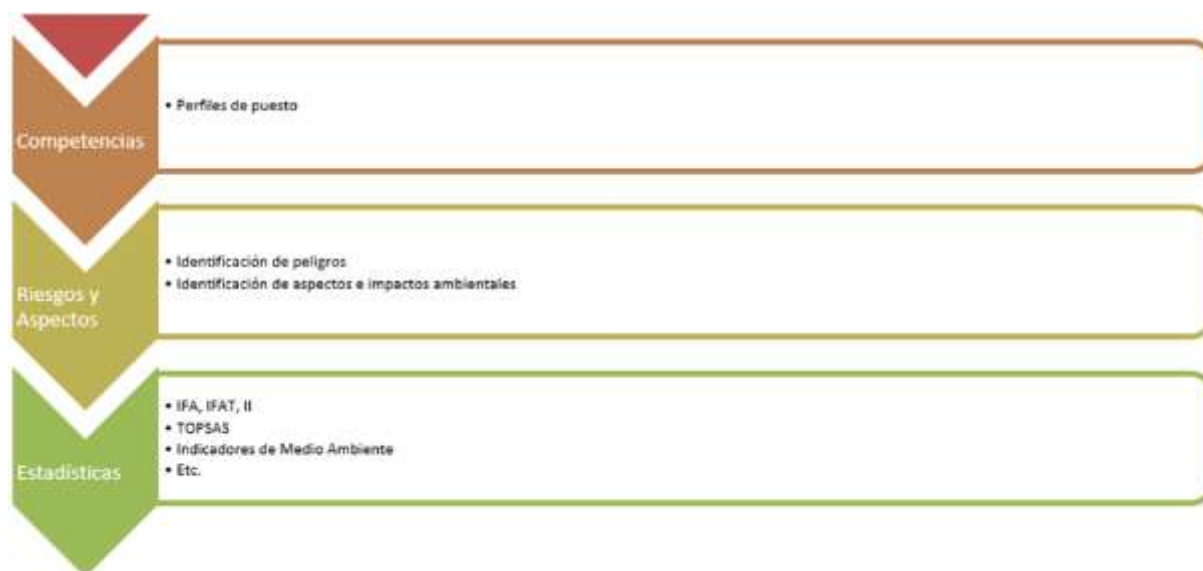 Competencias
• Perfiles de puesto
Riesgos y
Aspectos
• Identificación de peligros
• Identificación de aspectos e impactos ambientales
Estadísticas
• IFA, IFAT, II
• TOPSAS
• Indicadores de Medio Ambiente
• Etc.